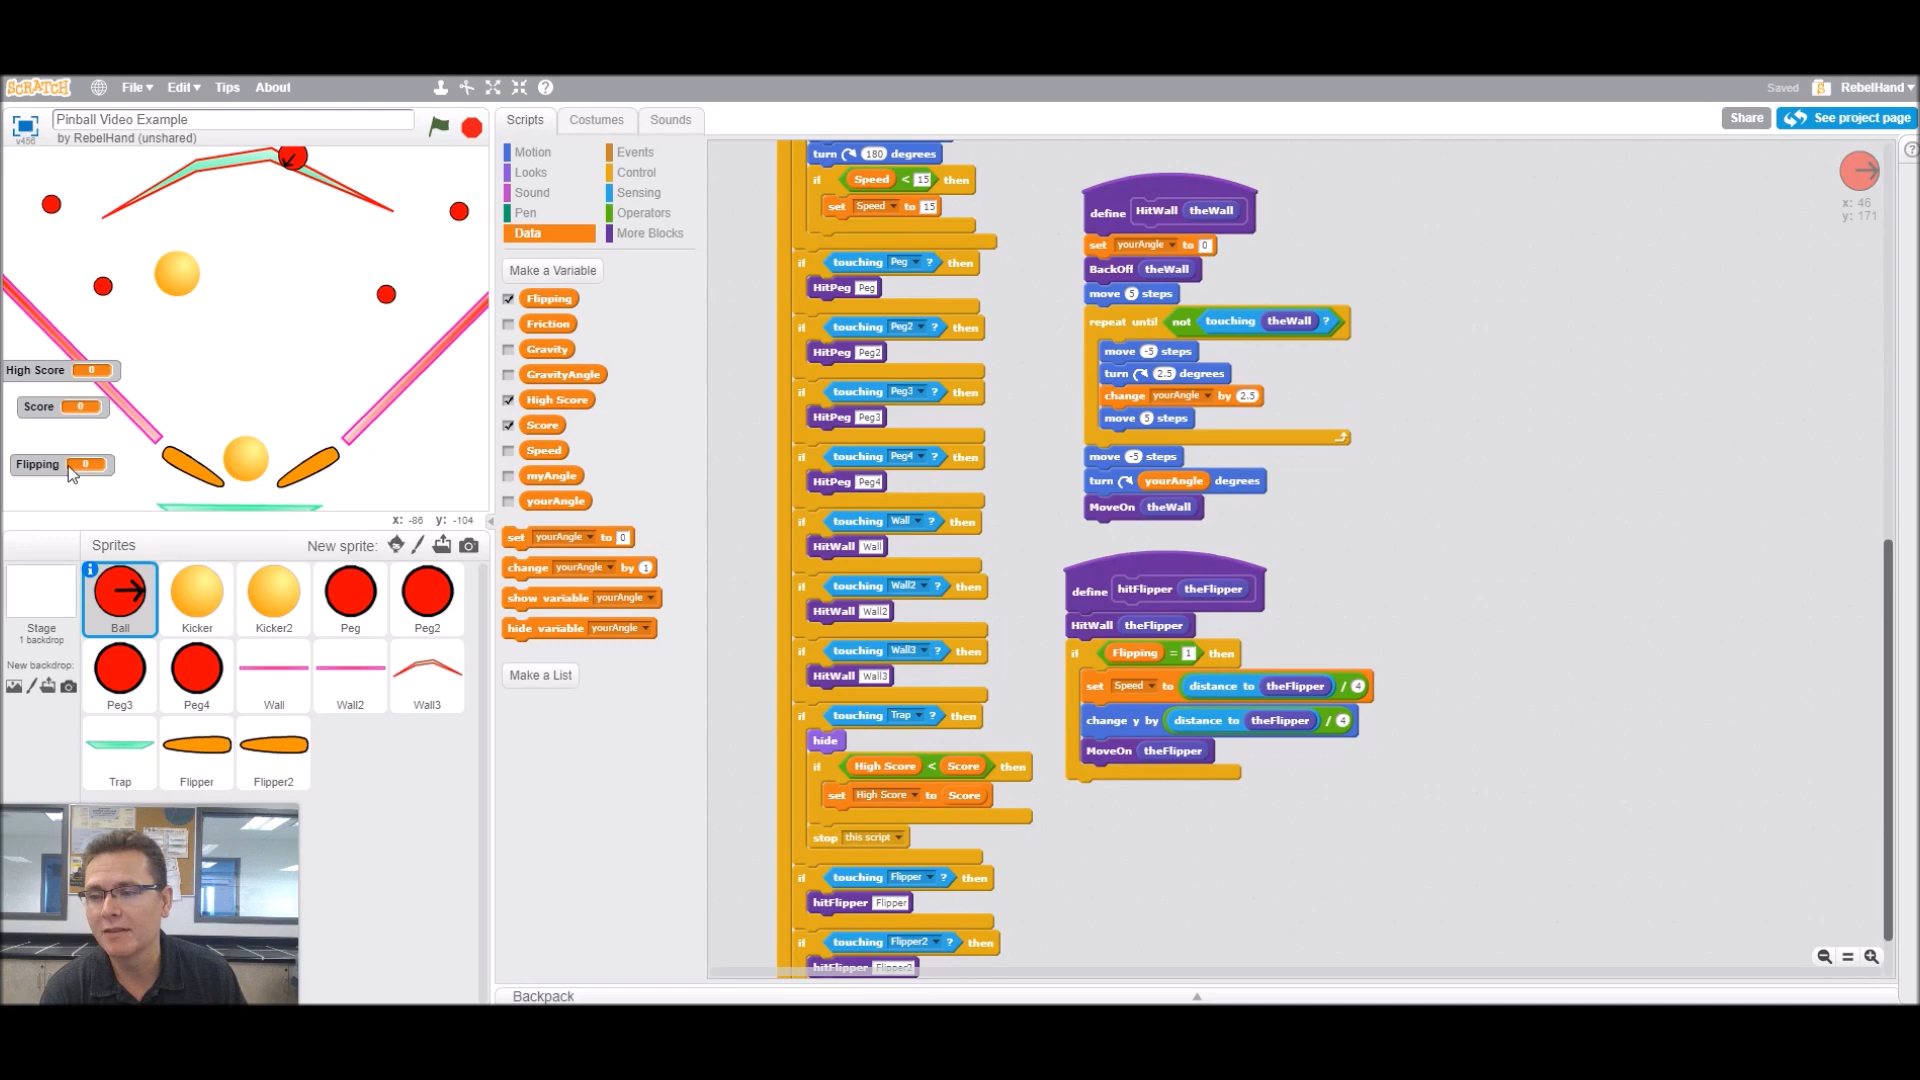 SCRATCH File Edit Tips About Saved RebelHand
v456 Pinball Video Example
by RebelHand (unshared)
Scripts Costumes Sounds Share See project page
Motion Events
Looks Control
Sound Sensing
Pen Operators
Data More Blocks
Make a Variable
Flipping
Friction
Gravity
GravityAngle
High Score
Score
Speed
myAngle
yourAngle
set yourAngle to 0
change yourAngle by 1
show variable yourAngle
hide variable yourAngle
Make a List
High Score 0
Score 0
Flipping 0
x: -86 y: -104
Sprites New sprite:
Stage
1 backdrop
New backdrop:
Ball Kicker Kicker2 Peg Peg2
Peg3 Peg4 Wall Wall2 Wall3
Trap Flipper Flipper2
turn 180 degrees
if Speed < 15 then
set Speed to 15
if touching Peg ? then
HitPeg Peg
if touching Peg2 ? then
HitPeg Peg2
if touching Peg3 ? then
HitPeg Peg3
if touching Peg4 ? then
HitPeg Peg4
if touching Wall ? then
HitWall Wall
if touching Wall2 ? then
HitWall Wall2
if touching Wall3 ? then
HitWall Wall3
if touching Trap ? then
hide
if High Score < Score then
set High Score to Score
stop this script
if touching Flipper ? then
hitFlipper Flipper
if touching Flipper2 ? then
hitFlipper Flipper2
define HitWall theWall
set yourAngle to 0
BackOff theWall
move 5 steps
repeat until not touching theWall ?
move -5 steps
turn 2.5 degrees
change yourAngle by 2.5
move 5 steps
move -5 steps
turn yourAngle degrees
MoveOn theWall
define hitFlipper theFlipper
HitWall theFlipper
if Flipping = 1 then
set Speed to distance to theFlipper / 4
change y by distance to theFlipper / 4
MoveOn theFlipper
x: 46
y: 171
Backpack